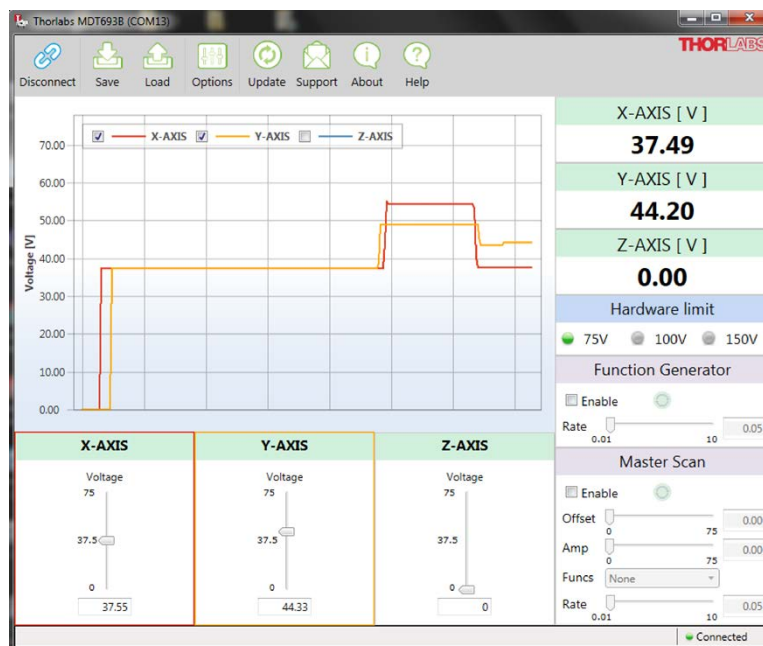 Thorlabs MDT693B (COM13)
Disconnect Save Load Options Update Support About Help
THORLABS
X-AXIS Y-AXIS Z-AXIS
70.00
60.00
50.00
40.00
30.00
20.00
10.00
0.00
Voltage [V]
X-AXIS [ V ]
37.49
Y-AXIS [ V ]
44.20
Z-AXIS [ V ]
0.00
Hardware limit
75V 100V 150V
Function Generator
Enable
Rate 0.01 10 0.05
Master Scan
Enable
Offset 0 75 0.00
Amp 0 75 0.00
Funcs None
Rate 0.01 10 0.05
X-AXIS
Voltage
75
37.5
0
37.55
Y-AXIS
Voltage
75
37.5
0
44.33
Z-AXIS
Voltage
75
37.5
0
0
Connected